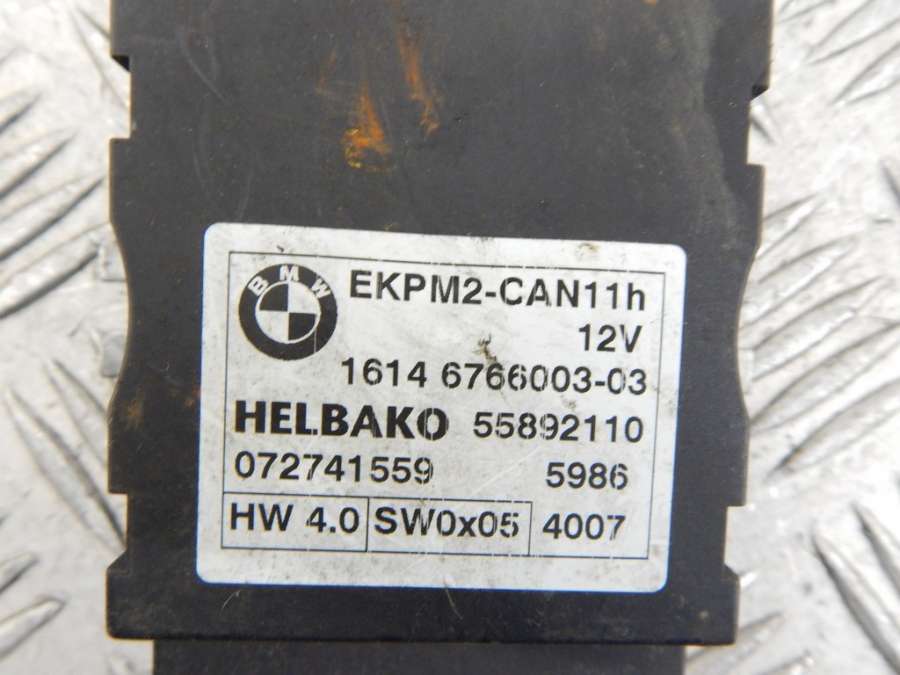 BMW
EKPM2-CAN11h
12V
1614 6766003-03
HELBAKO 55892110
072741559 5986
HW 4.0 SW0x05 4007